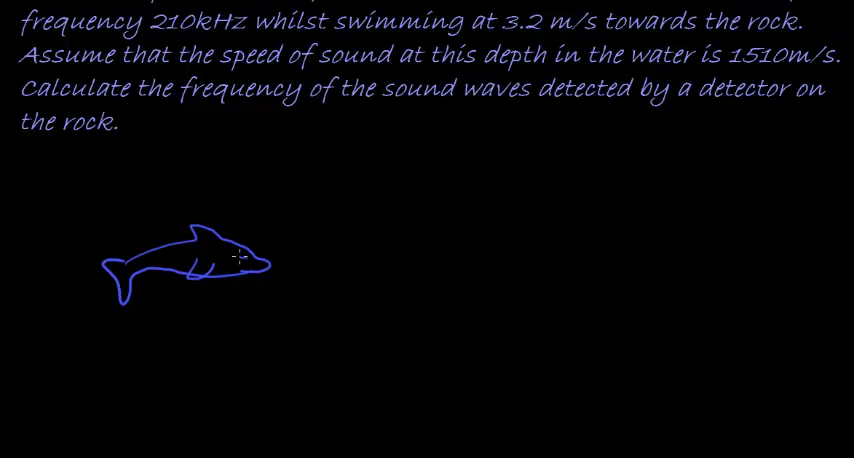 frequency 210kHz whilst swimming at 3.2 m/s towards the rock.
Assume that the speed of sound at this depth in the water is 1510m/s.
Calculate the frequency of the sound waves detected by a detector on
the rock.